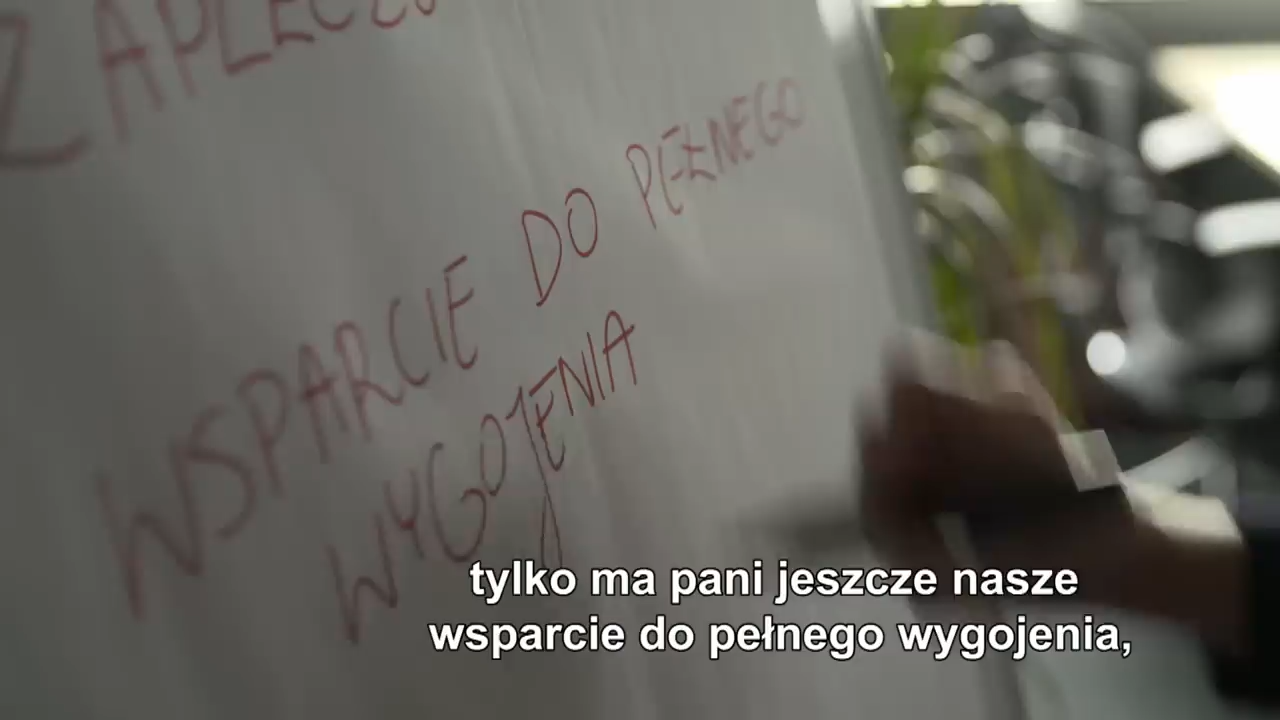 WSPARCIE DO PEŁNEGO
WYGOJENIA
tylko ma pani jeszcze nasze
wsparcie do pełnego wygojenia,